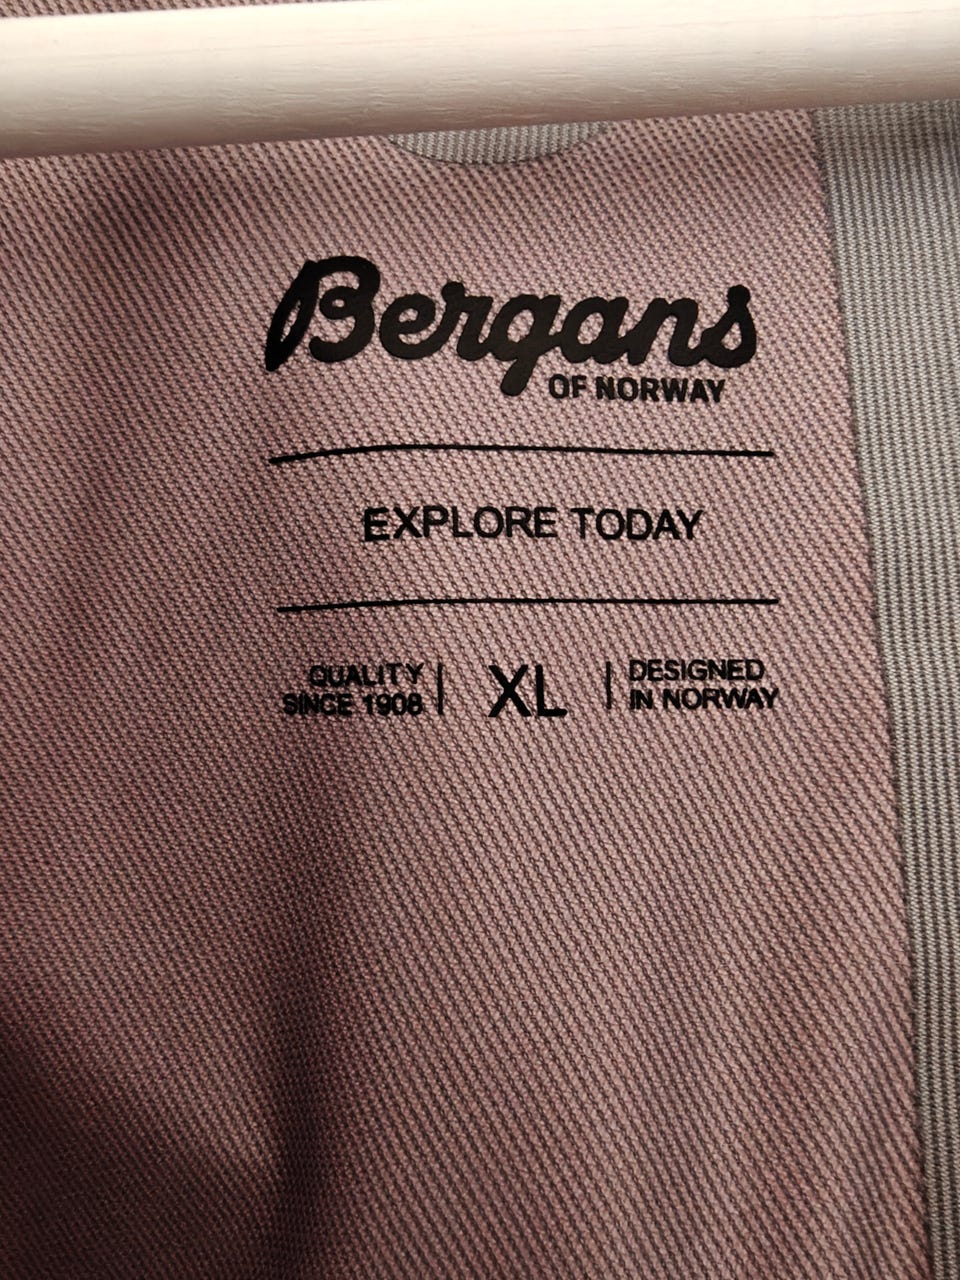 Bergans
OF NORWAY
EXPLORE TODAY
QUALITY
SINCE 1908
XL
DESIGNED
IN NORWAY